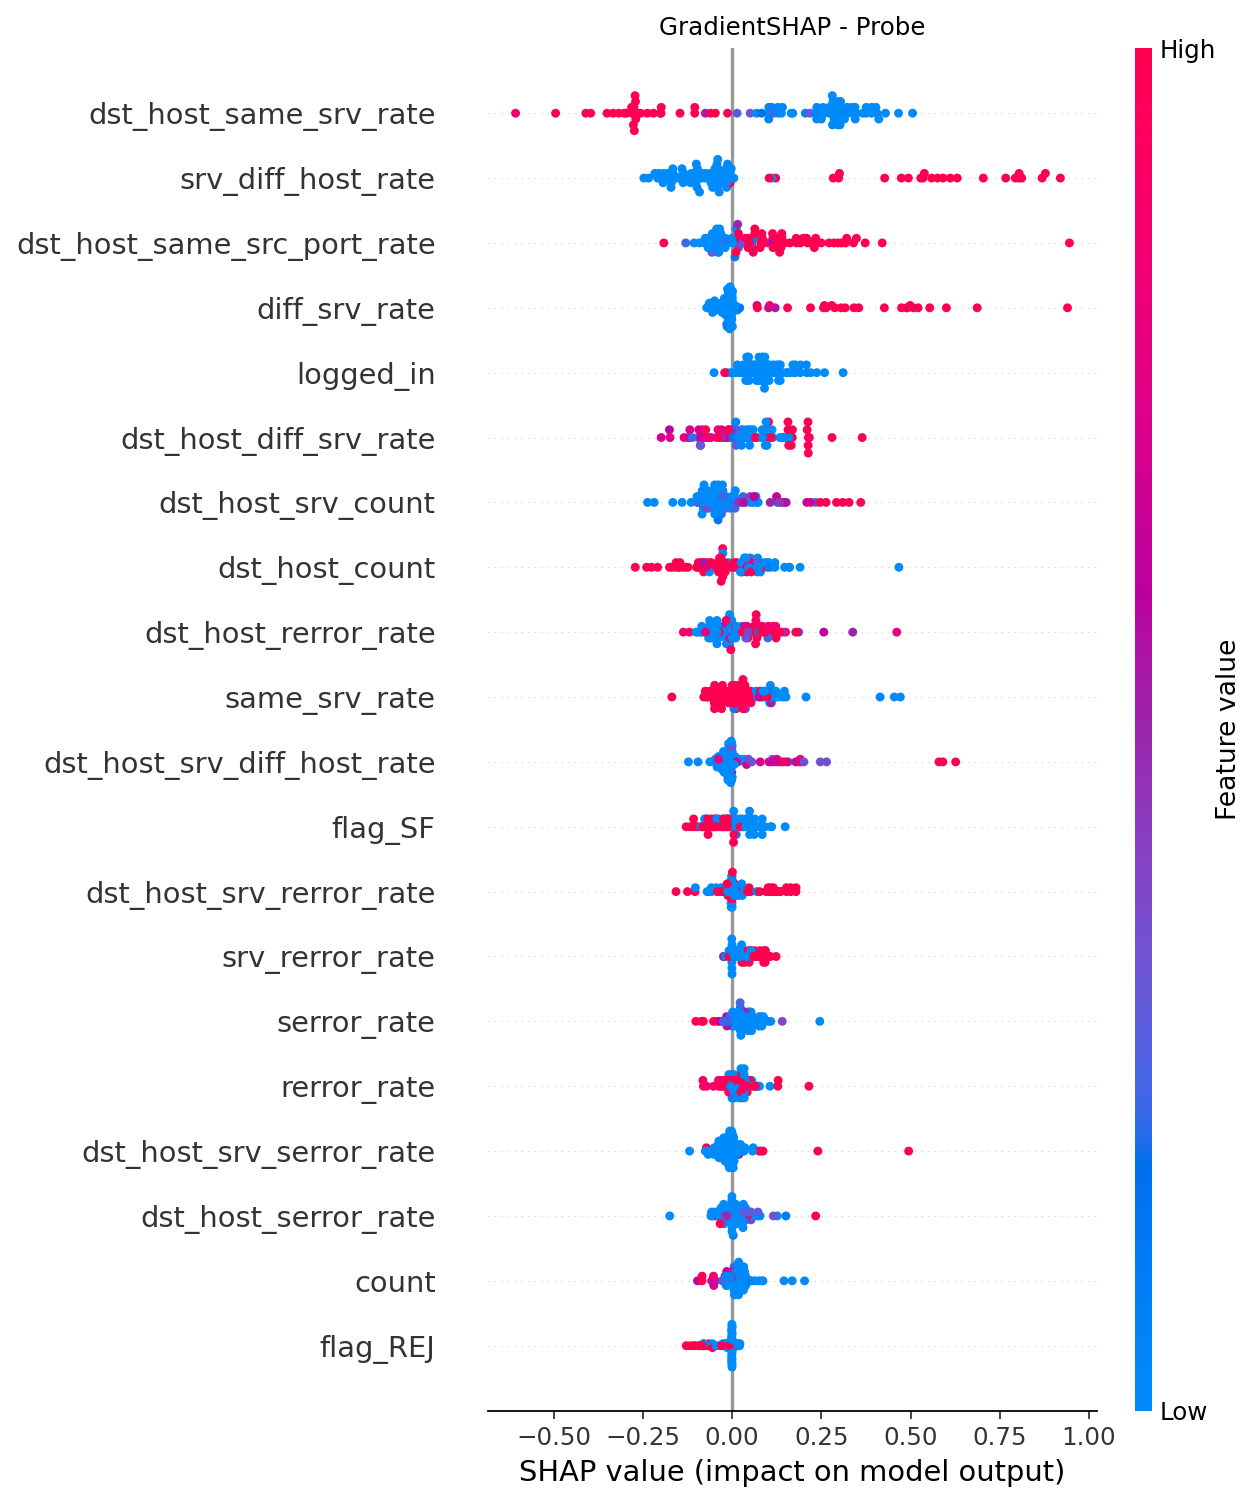 GradientSHAP - Probe
High
dst_host_same_srv_rate
srv_diff_host_rate
dst_host_same_src_port_rate
diff_srv_rate
logged_in
dst_host_diff_srv_rate
dst_host_srv_count
dst_host_count
dst_host_rerror_rate
same_srv_rate
dst_host_srv_diff_host_rate
flag_SF
dst_host_srv_rerror_rate
srv_rerror_rate
serror_rate
rerror_rate
dst_host_srv_serror_rate
dst_host_serror_rate
count
flag_REJ
Feature value
Low
−0.50 −0.25 0.00 0.25 0.50 0.75 1.00
SHAP value (impact on model output)